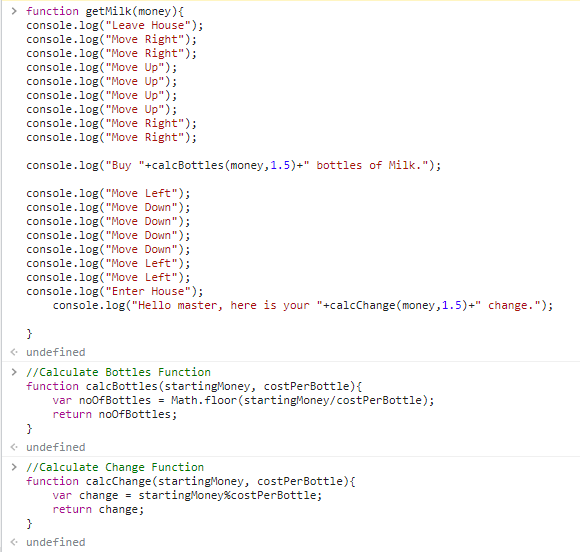 > function getMilk(money){
console.log("Leave House");
console.log("Move Right");
console.log("Move Right");
console.log("Move Up");
console.log("Move Up");
console.log("Move Up");
console.log("Move Up");
console.log("Move Right");
console.log("Move Right");
console.log("Buy "+calcBottles(money,1.5)+" bottles of Milk.");
console.log("Move Left");
console.log("Move Down");
console.log("Move Down");
console.log("Move Down");
console.log("Move Down");
console.log("Move Left");
console.log("Move Left");
console.log("Enter House");
    console.log("Hello master, here is your "+calcChange(money,1.5)+" change.");
}
undefined
> //Calculate Bottles Function
function calcBottles(startingMoney, costPerBottle){
    var noOfBottles = Math.floor(startingMoney/costPerBottle);
    return noOfBottles;
}
undefined
> //Calculate Change Function
function calcChange(startingMoney, costPerBottle){
    var change = startingMoney%costPerBottle;
    return change;
}
undefined